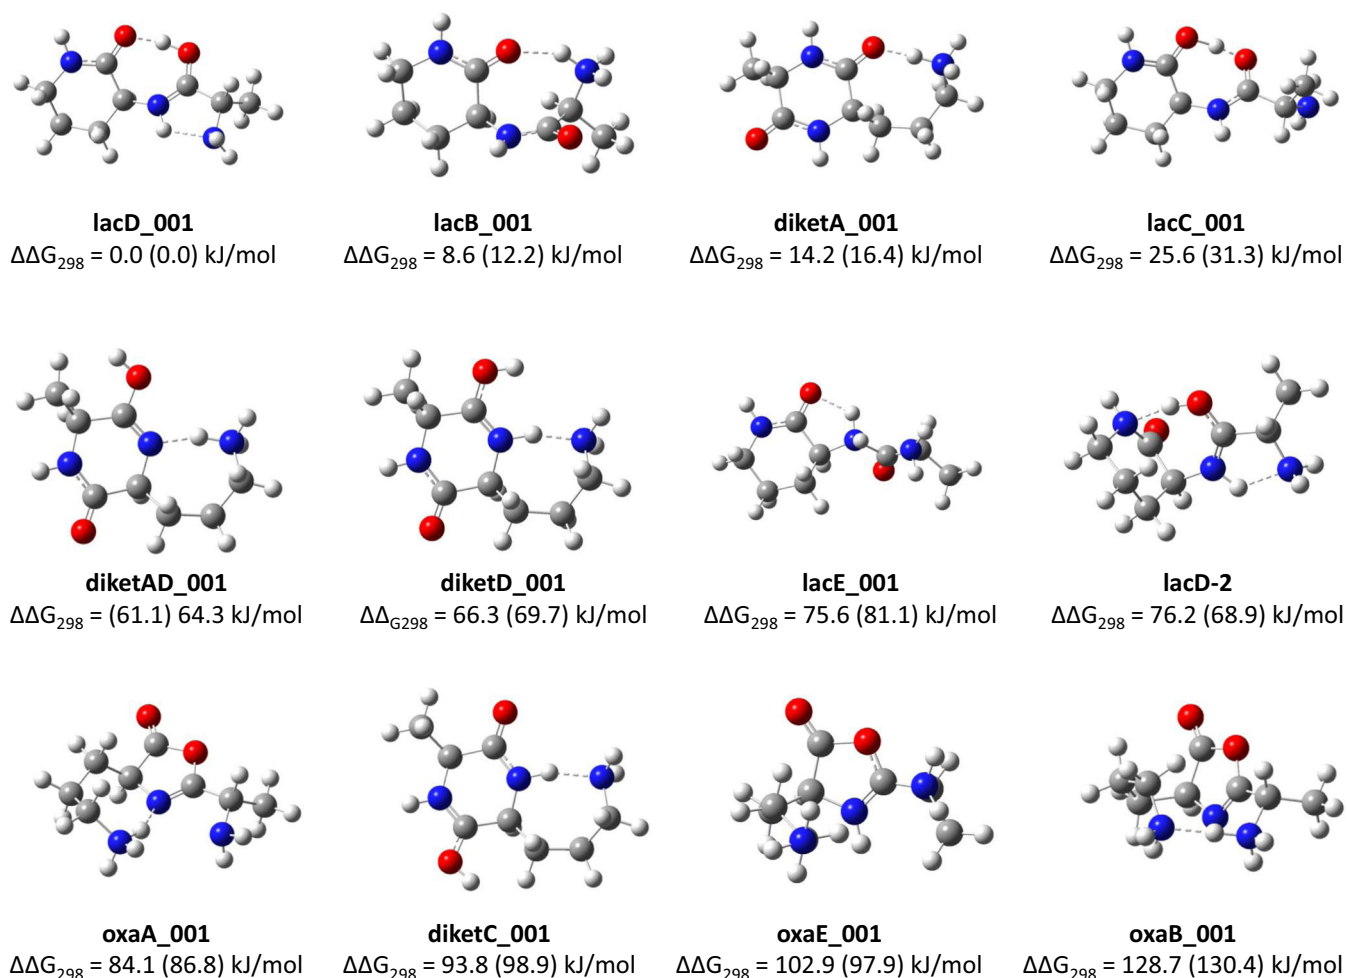 lacD_001 lacB_001 diketA_001 lacC_001
ΔΔG₂₉₈ = 0.0 (0.0) kJ/mol ΔΔG₂₉₈ = 8.6 (12.2) kJ/mol ΔΔG₂₉₈ = 14.2 (16.4) kJ/mol ΔΔG₂₉₈ = 25.6 (31.3) kJ/mol
diketAD_001 diketD_001 lacE_001 lacD-2
ΔΔG₂₉₈ = (61.1) 64.3 kJ/mol ΔΔ_G298 = 66.3 (69.7) kJ/mol ΔΔG₂₉₈ = 75.6 (81.1) kJ/mol ΔΔG₂₉₈ = 76.2 (68.9) kJ/mol
oxaA_001 diketC_001 oxaE_001 oxaB_001
ΔΔG₂₉₈ = 84.1 (86.8) kJ/mol ΔΔG₂₉₈ = 93.8 (98.9) kJ/mol ΔΔG₂₉₈ = 102.9 (97.9) kJ/mol ΔΔG₂₉₈ = 128.7 (130.4) kJ/mol